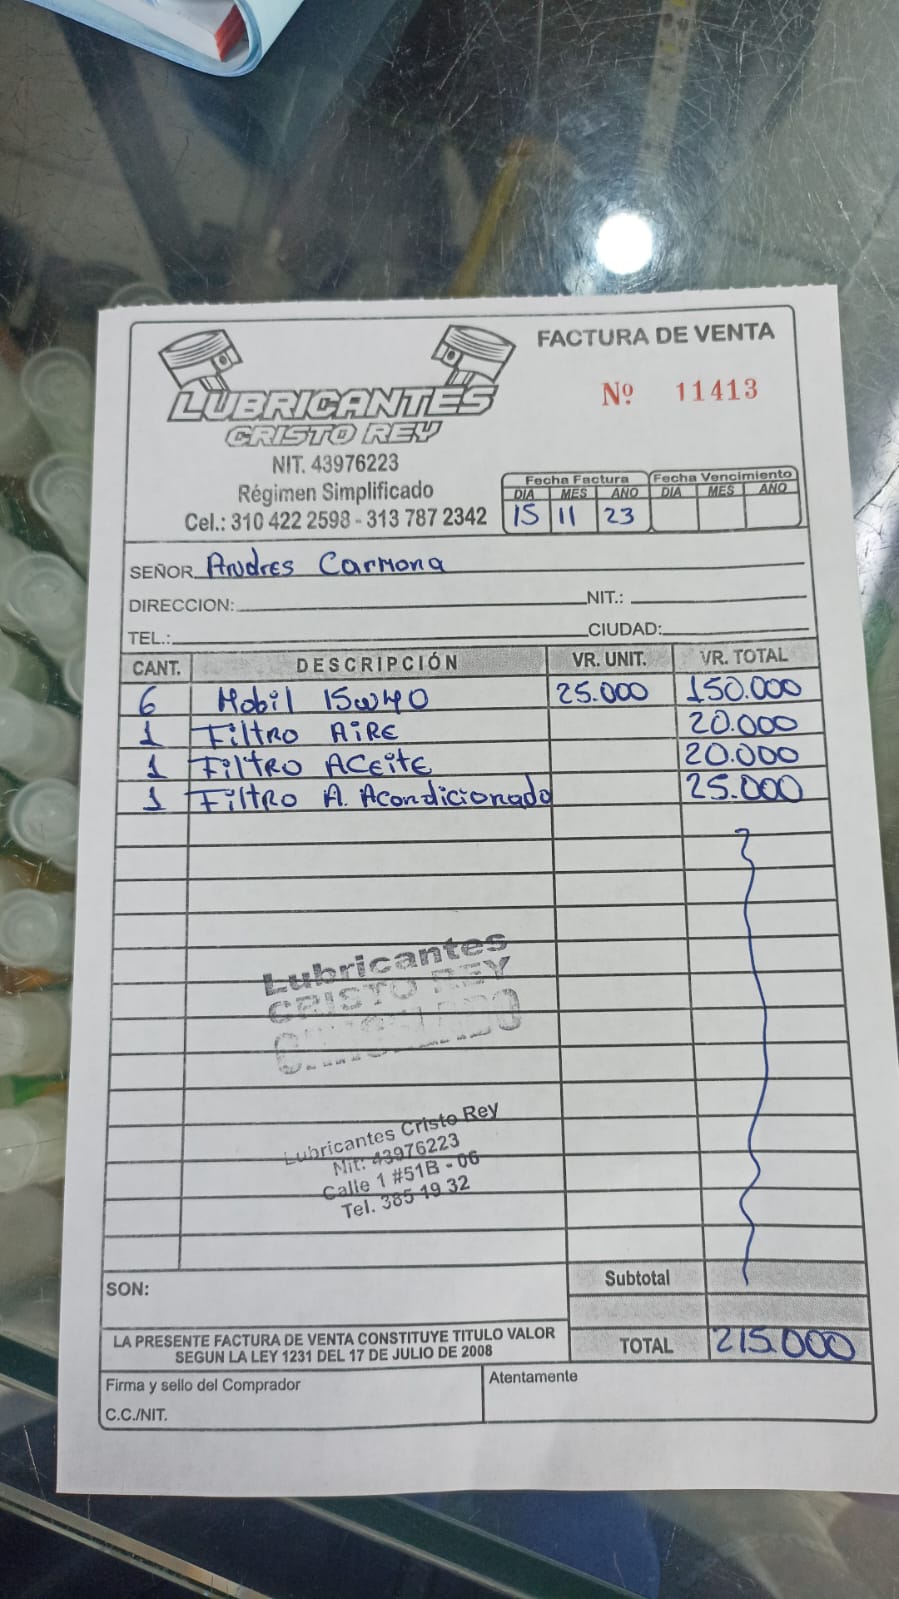 LUBRICANTES
CRISTO REY
NIT. 43976223
Régimen Simplificado
Cel.: 310 422 2598 - 313 787 2342
FACTURA DE VENTA
Nº 11413
Fecha Factura Fecha Vencimiento
DIA MES AÑO DIA MES AÑO
15 11 23
SEÑOR Andres Carmona
DIRECCION: NIT.:
TEL.: CIUDAD:
CANT. DESCRIPCIÓN VR. UNIT. VR. TOTAL
6 Mobil 15w40 25.000 150.000
1 Filtro AiRE 20.000
1 Filtro ACeite 20.000
1 Filtro A. Acondicionado 25.000
Lubricantes
CRISTO REY
CANCELADO
Lubricantes Cristo Rey
Nit: 43976223
Calle 1 #51B - 06
Tel. 385 19 32
SON:
Subtotal
LA PRESENTE FACTURA DE VENTA CONSTITUYE TITULO VALOR
SEGUN LA LEY 1231 DEL 17 DE JULIO DE 2008
TOTAL 215.000
Firma y sello del Comprador
Atentamente
C.C./NIT.